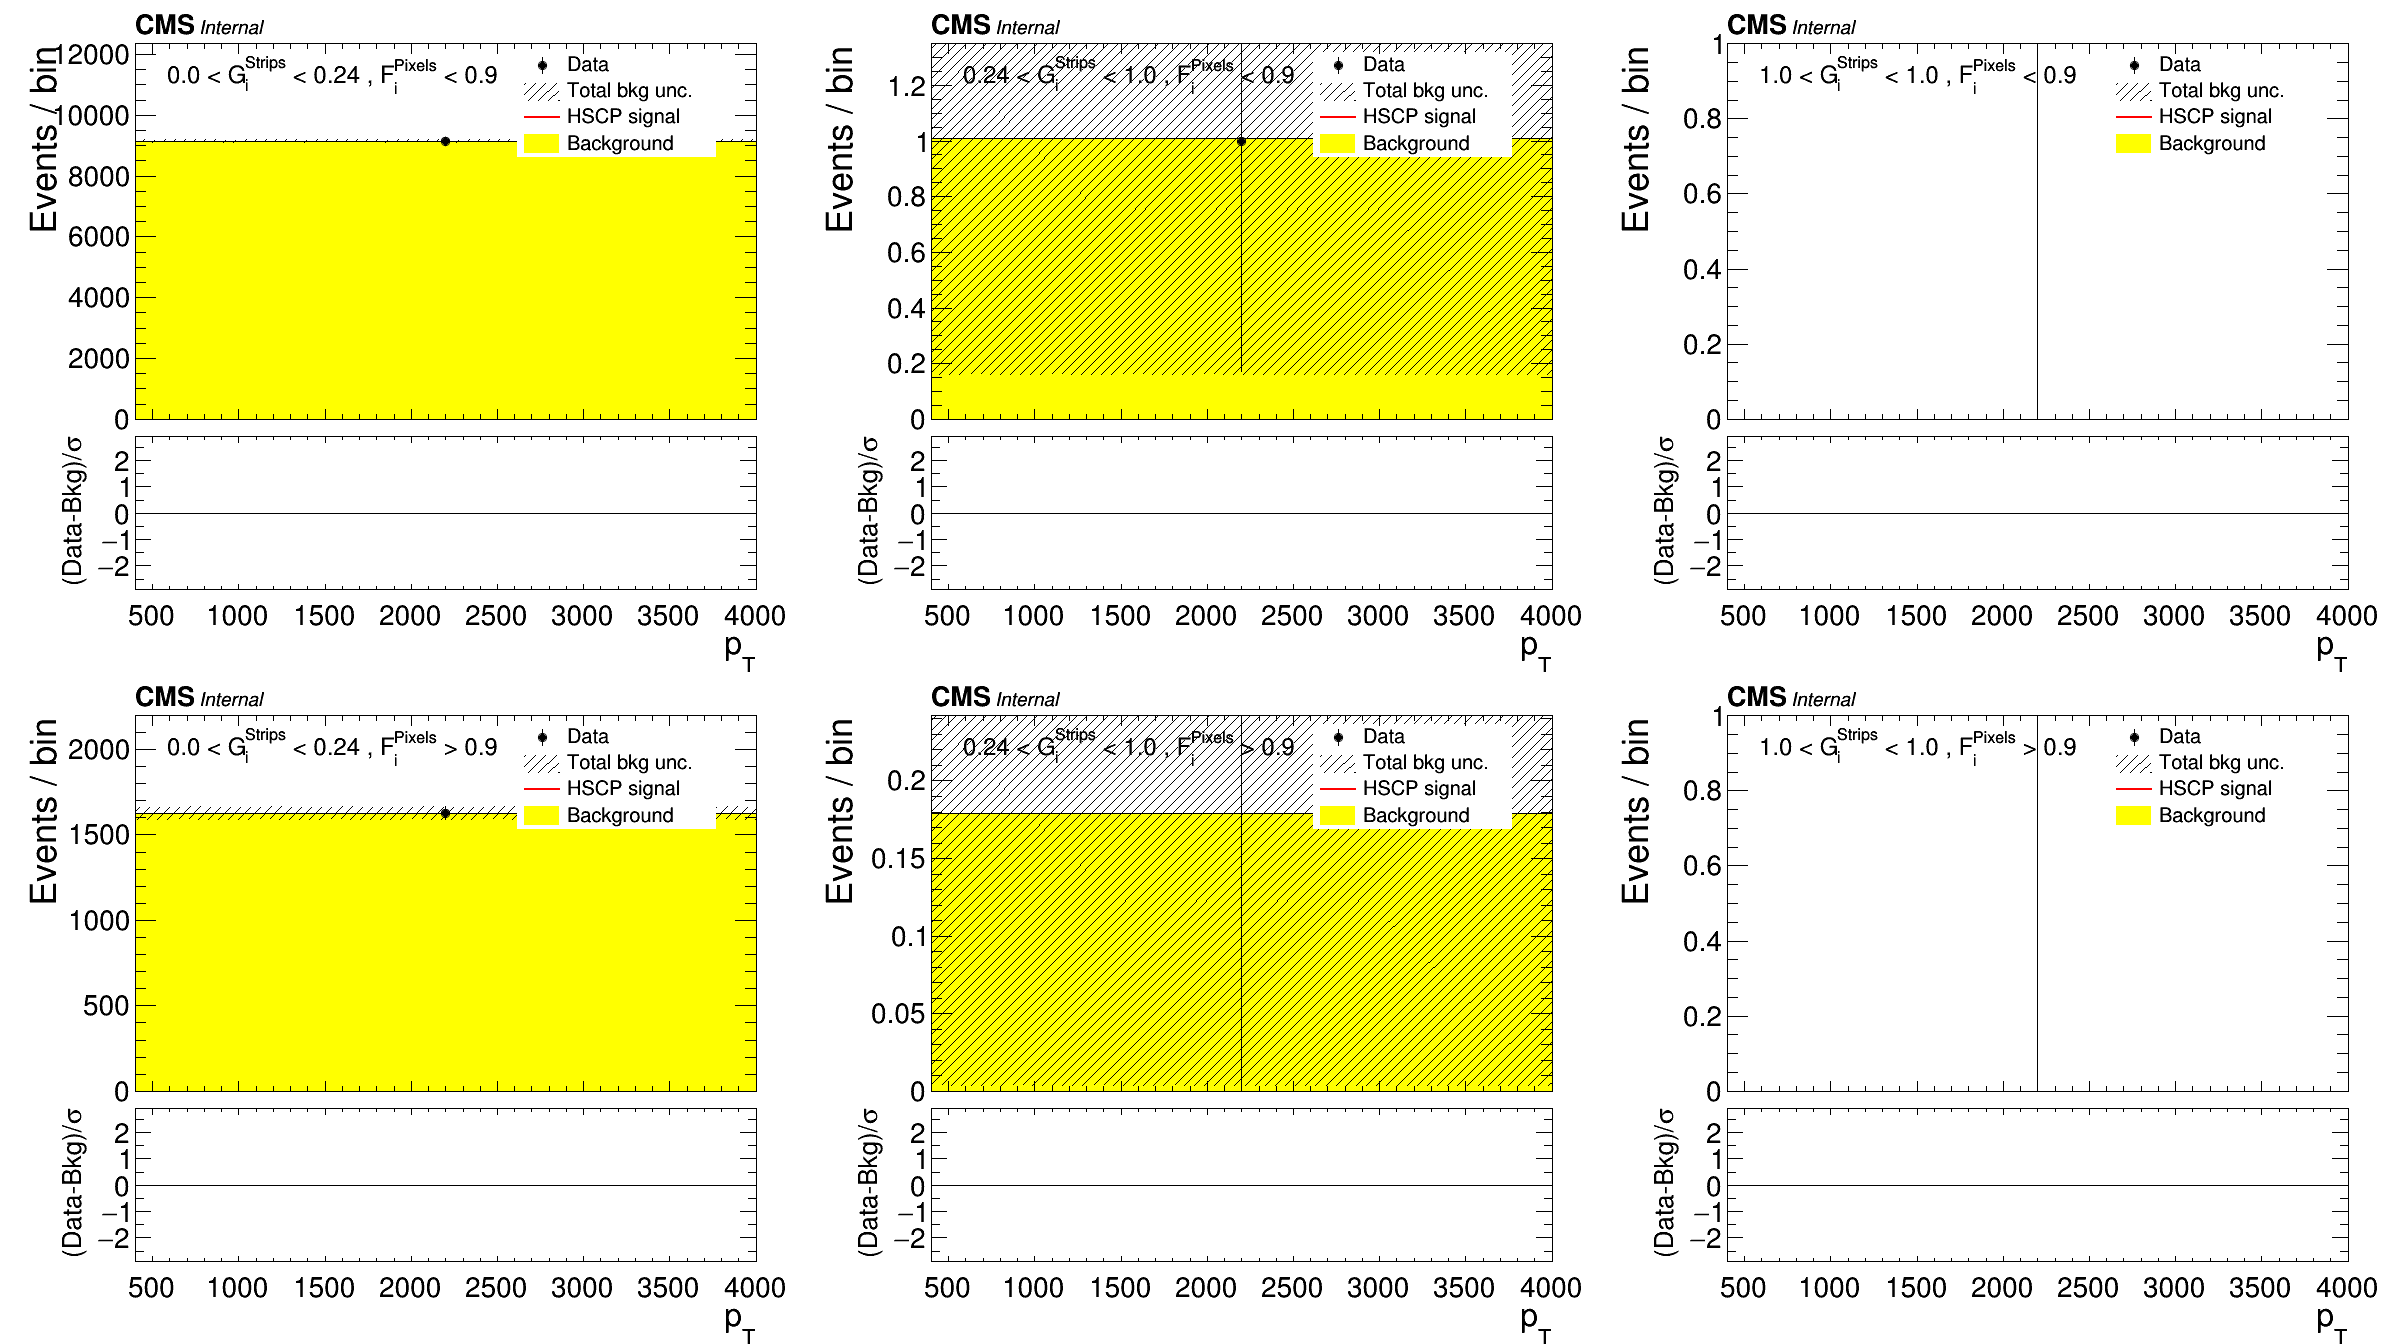 CMS Internal
Events / bin
0.0 < G_i^Strips < 0.24 , F_i^Pixels < 0.9
Data
Total bkg unc.
HSCP signal
Background
12000
10000
8000
6000
4000
2000
0
(Data-Bkg)/σ
2
1
0
−1
−2
500 1000 1500 2000 2500 3000 3500 4000
p_T
CMS Internal
Events / bin
0.24 < G_i^Strips < 1.0 , F_i^Pixels < 0.9
Data
Total bkg unc.
HSCP signal
Background
1.2
1
0.8
0.6
0.4
0.2
0
(Data-Bkg)/σ
2
1
0
−1
−2
500 1000 1500 2000 2500 3000 3500 4000
p_T
CMS Internal
Events / bin
1.0 < G_i^Strips < 1.0 , F_i^Pixels < 0.9
Data
Total bkg unc.
HSCP signal
Background
1
0.8
0.6
0.4
0.2
0
(Data-Bkg)/σ
2
1
0
−1
−2
500 1000 1500 2000 2500 3000 3500 4000
p_T
CMS Internal
Events / bin
0.0 < G_i^Strips < 0.24 , F_i^Pixels > 0.9
Data
Total bkg unc.
HSCP signal
Background
2000
1500
1000
500
0
(Data-Bkg)/σ
2
1
0
−1
−2
500 1000 1500 2000 2500 3000 3500 4000
p_T
CMS Internal
Events / bin
0.24 < G_i^Strips < 1.0 , F_i^Pixels > 0.9
Data
Total bkg unc.
HSCP signal
Background
0.2
0.15
0.1
0.05
0
(Data-Bkg)/σ
2
1
0
−1
−2
500 1000 1500 2000 2500 3000 3500 4000
p_T
CMS Internal
Events / bin
1.0 < G_i^Strips < 1.0 , F_i^Pixels > 0.9
Data
Total bkg unc.
HSCP signal
Background
1
0.8
0.6
0.4
0.2
0
(Data-Bkg)/σ
2
1
0
−1
−2
500 1000 1500 2000 2500 3000 3500 4000
p_T